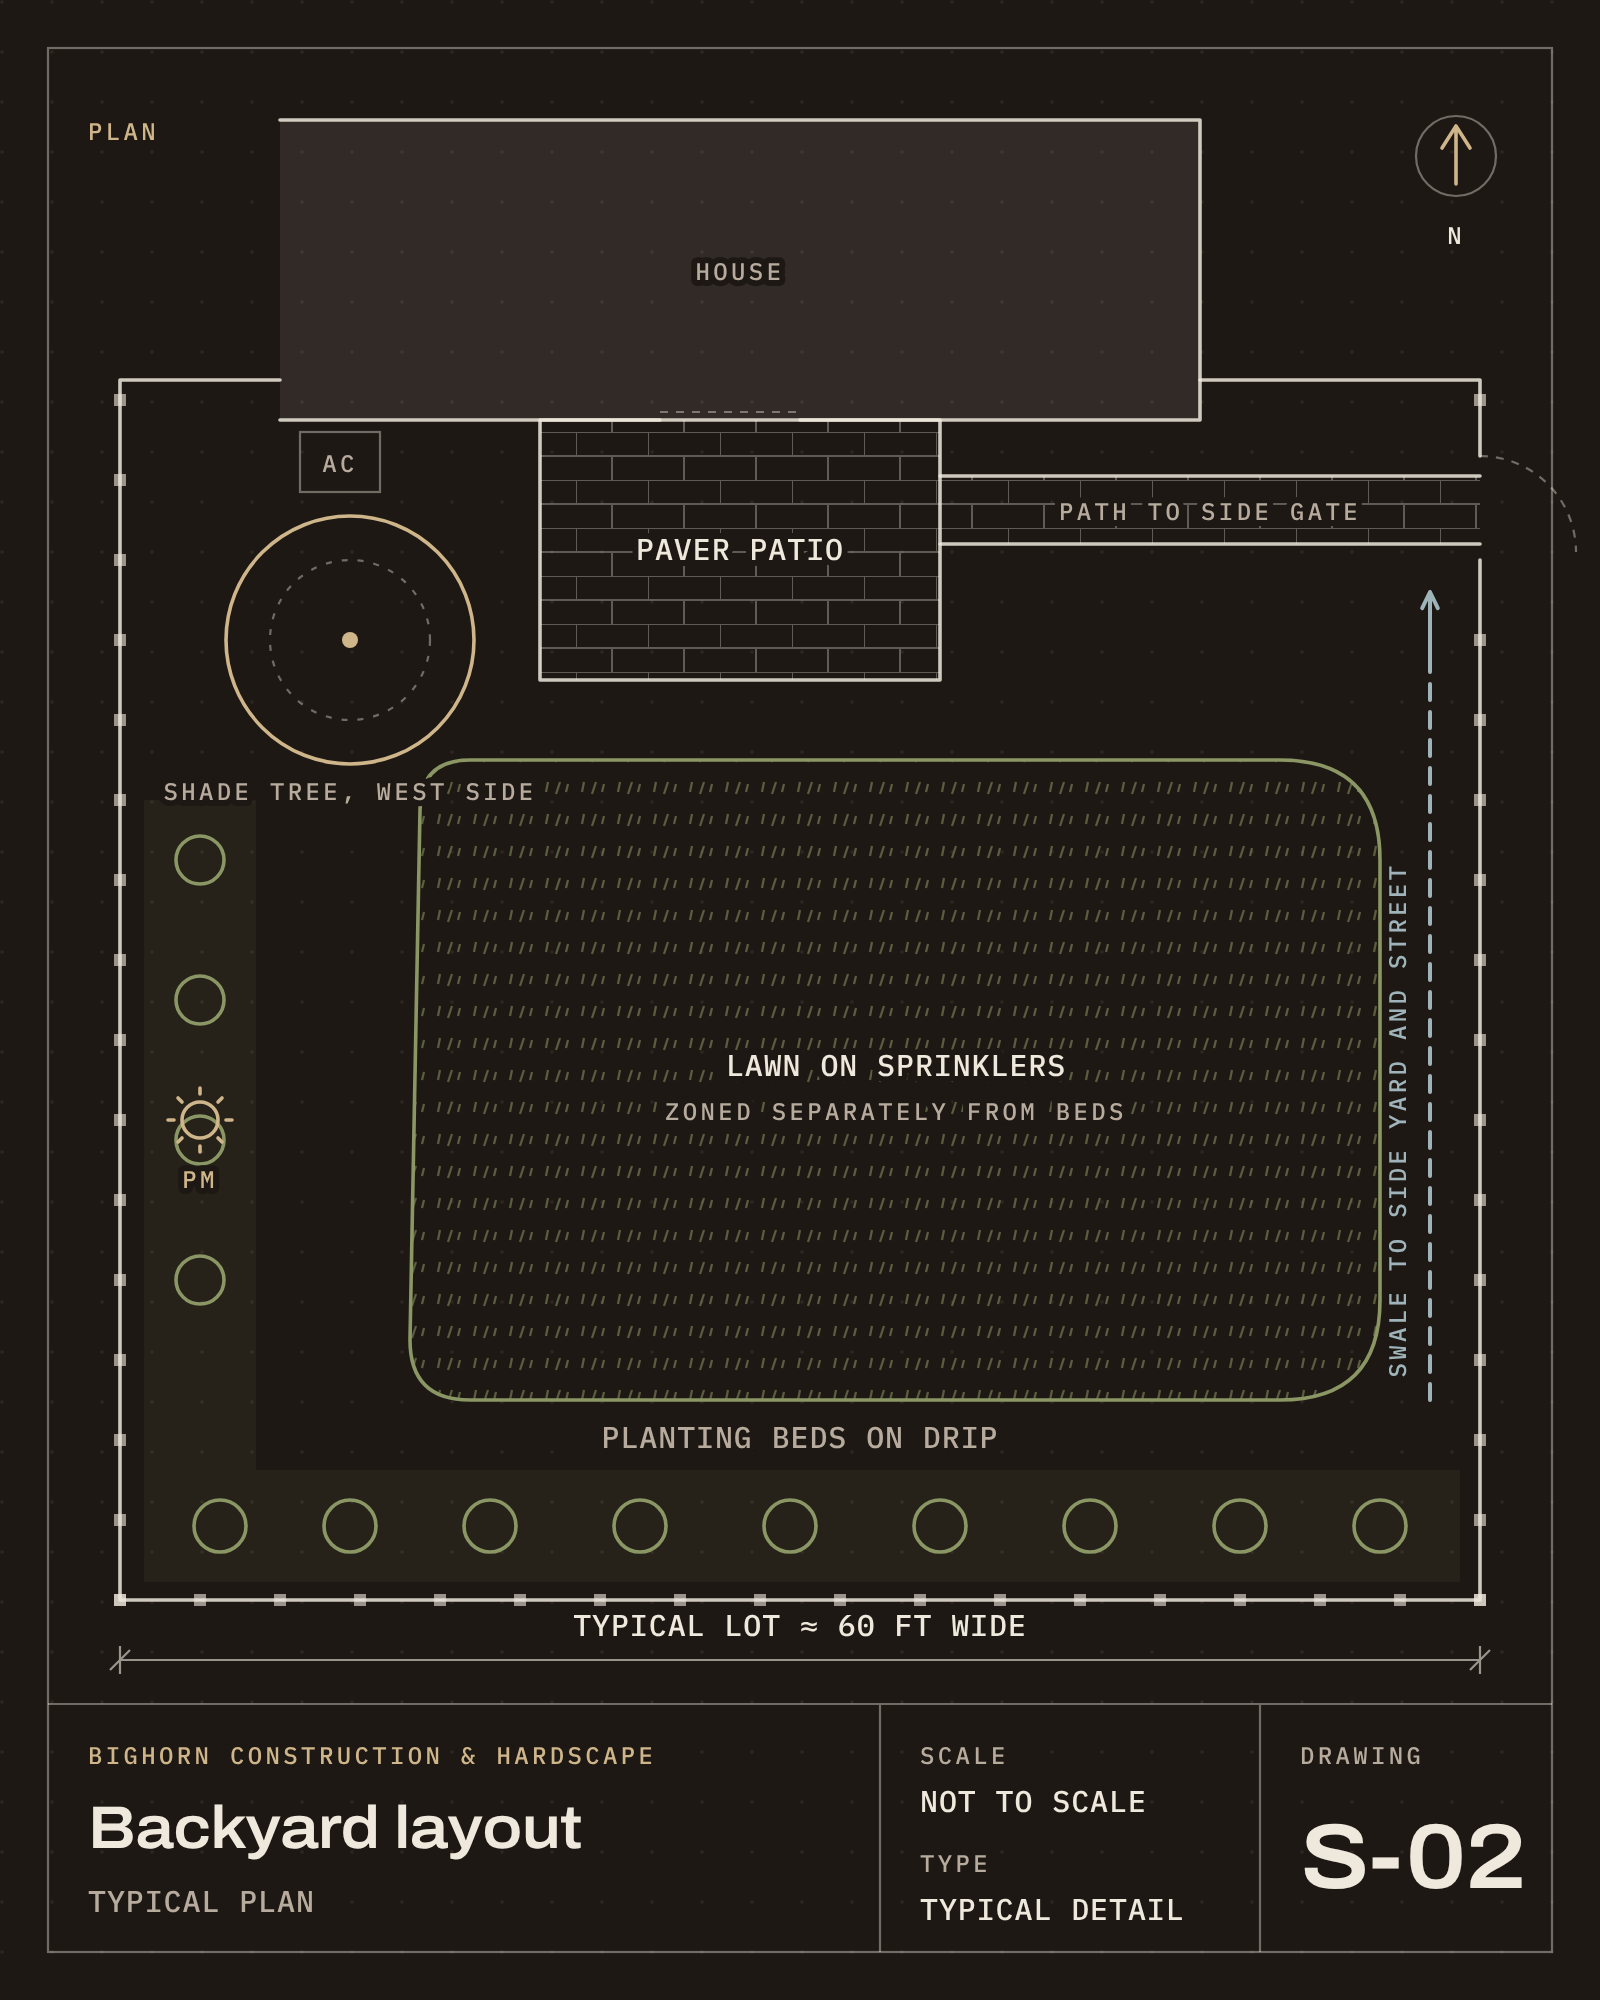 PLAN
N
HOUSE
AC
PATH TO SIDE GATE
PAVER PATIO
SHADE TREE, WEST SIDE
SWALE TO SIDE YARD AND STREET
LAWN ON SPRINKLERS
ZONED SEPARATELY FROM BEDS
PM
PLANTING BEDS ON DRIP
TYPICAL LOT ≈ 60 FT WIDE
BIGHORN CONSTRUCTION & HARDSCAPE
Backyard layout
TYPICAL PLAN
SCALE
NOT TO SCALE
TYPE
TYPICAL DETAIL
DRAWING
S-02